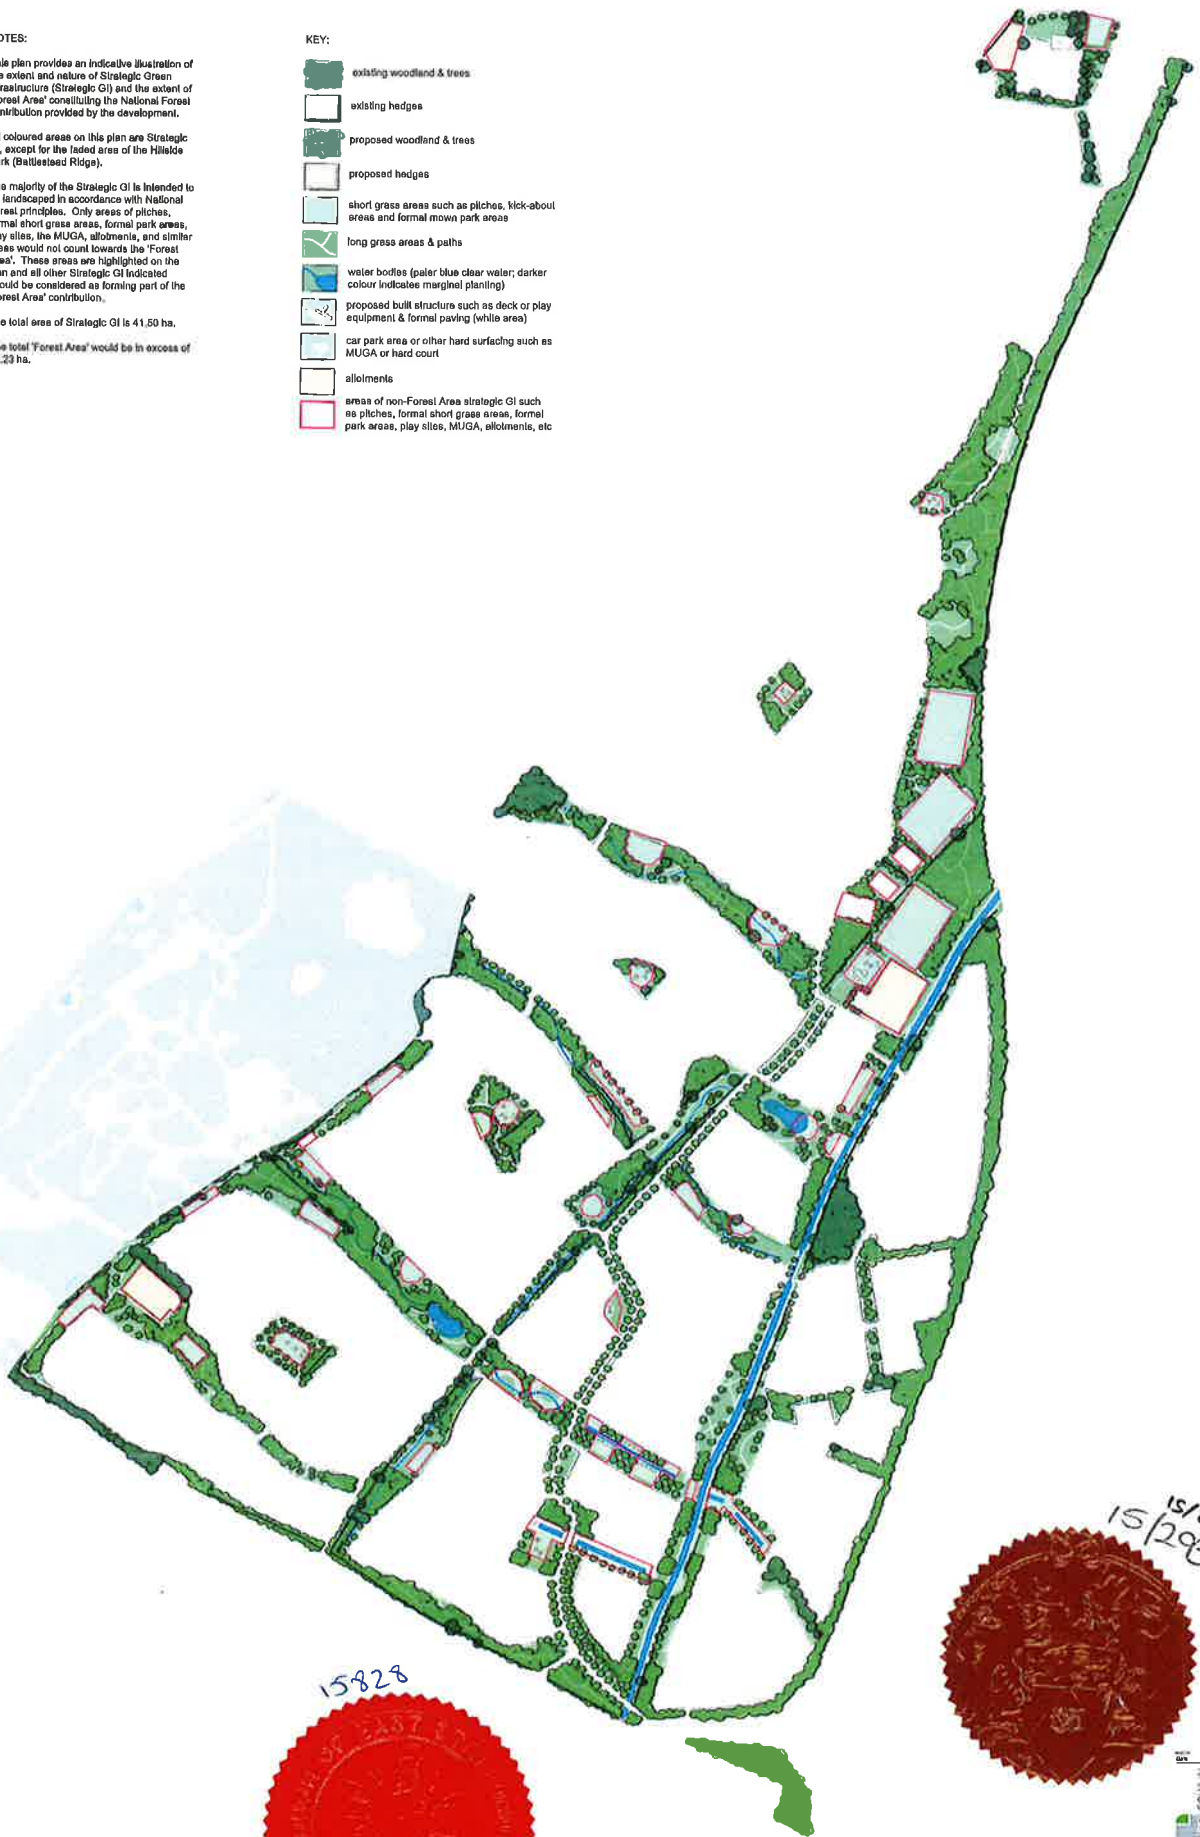 OTES:
is plan provides an indicative illustration of
e extent and nature of Strategic Green
rastructure (Strategic GI) and the extent of
orest Area' constituting the National Forest
ntribution provided by the development.
l coloured areas on this plan are Strategic
, except for the faded area of the Hillside
rk (Battlestead Ridge).
e majority of the Strategic GI is intended to
landscaped in accordance with National
rest principles. Only areas of pitches,
rmal short grass areas, formal park areas,
y sites, the MUGA, allotments, and similar
eas would not count towards the 'Forest
ea'. These areas are highlighted on the
an and all other Strategic GI indicated
ould be considered as forming part of the
orest Area' contribution.
e total area of Strategic GI is 41.50 ha.
e total 'Forest Area' would be in excess of
.23 ha.
KEY:
existing woodland & trees
existing hedges
proposed woodland & trees
proposed hedges
short grass areas such as pitches, kick-about
areas and formal mown park areas
long grass areas & paths
water bodies (paler blue clear water; darker
colour indicates marginal planting)
proposed built structure such as deck or play
equipment & formal paving (white area)
car park area or other hard surfacing such as
MUGA or hard court
allotments
areas of non-Forest Area strategic GI such
as pitches, formal short grass areas, formal
park areas, play sites, MUGA, allotments, etc
15/
15/20
15828
OF EAST